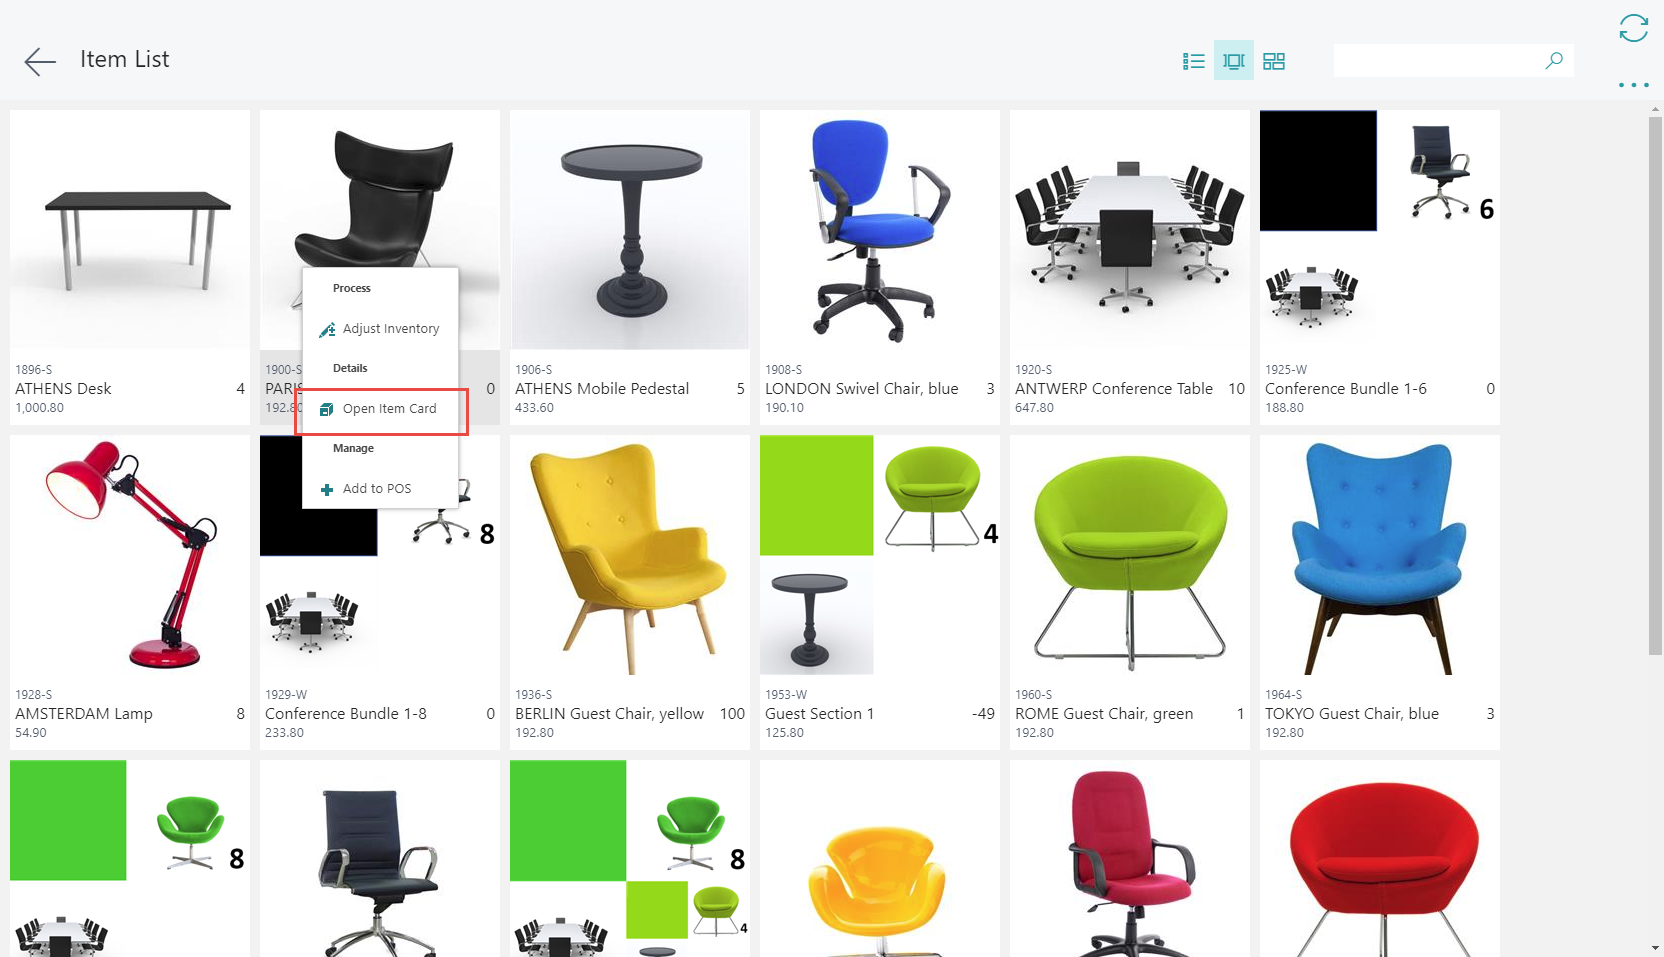 Item List
6
1896-S
ATHENS Desk 4
1,000.80
1900-S
PARIS 0
192.80
Process
Adjust Inventory
Details
Open Item Card
Manage
Add to POS
1906-S
ATHENS Mobile Pedestal 5
433.60
1908-S
LONDON Swivel Chair, blue 3
190.10
1920-S
ANTWERP Conference Table 10
647.80
1925-W
Conference Bundle 1-6 0
188.80
8
4
1928-S
AMSTERDAM Lamp 8
54.90
1929-W
Conference Bundle 1-8 0
233.80
1936-S
BERLIN Guest Chair, yellow 100
192.80
1953-W
Guest Section 1 -49
125.80
1960-S
ROME Guest Chair, green 1
192.80
1964-S
TOKYO Guest Chair, blue 3
192.80
8
8
4